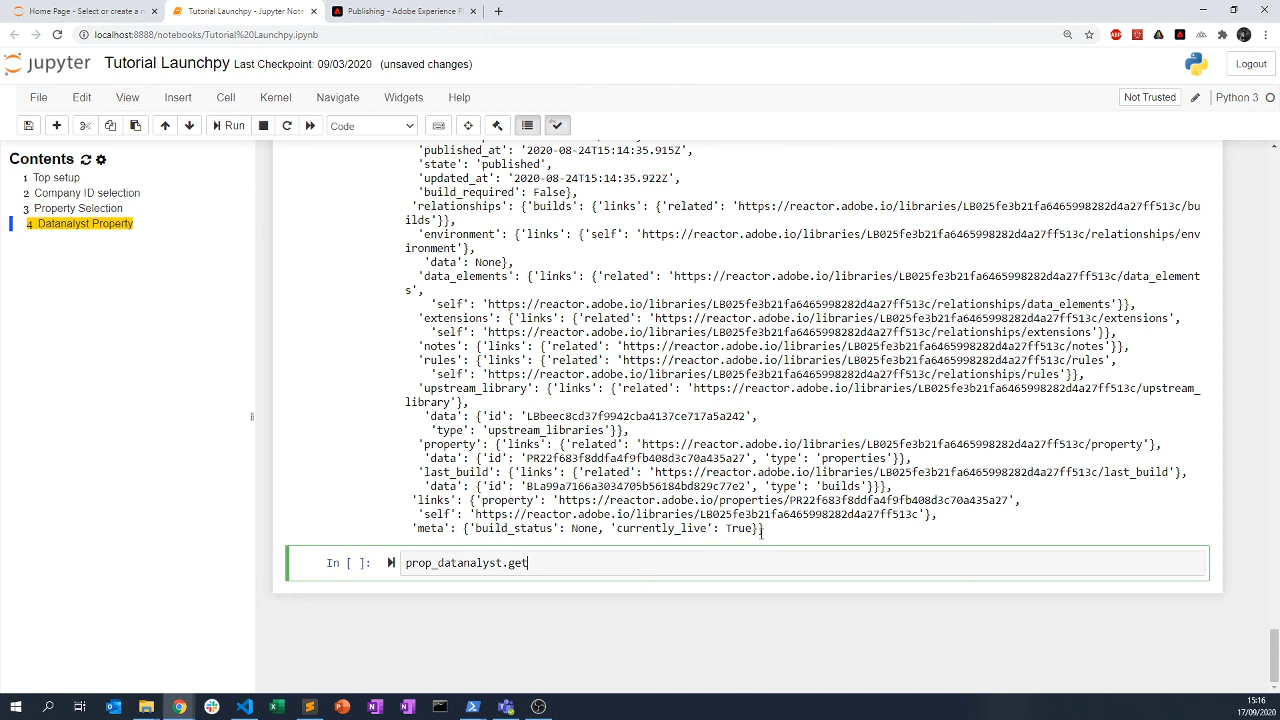 Home Page - Select or create a n
Tutorial Launchpy - Jupyter Note
Publishing - Adobe Experience P
localhost:8888/notebooks/Tutorial%20Launchpy.ipynb
ABP
jupyter Tutorial Launchpy Last Checkpoint: 09/03/2020 (unsaved changes)
Logout
File Edit View Insert Cell Kernel Navigate Widgets Help
Not Trusted
Python 3
Run
Code
Contents
1 Top setup
2 Company ID selection
3 Property Selection
4 Datanalyst Property
'published_at': '2020-08-24T15:14:35.915Z',
'state': 'published',
'updated_at': '2020-08-24T15:14:35.922Z',
'build_required': False},
'relationships': {'builds': {'links': {'related': 'https://reactor.adobe.io/libraries/LB025fe3b21fa6465998282d4a27ff513c/bu
ilds'}},
'environment': {'links': {'self': 'https://reactor.adobe.io/libraries/LB025fe3b21fa6465998282d4a27ff513c/relationships/env
ironment'},
'data': None},
'data_elements': {'links': {'related': 'https://reactor.adobe.io/libraries/LB025fe3b21fa6465998282d4a27ff513c/data_element
s',
'self': 'https://reactor.adobe.io/libraries/LB025fe3b21fa6465998282d4a27ff513c/relationships/data_elements'}},
'extensions': {'links': {'related': 'https://reactor.adobe.io/libraries/LB025fe3b21fa6465998282d4a27ff513c/extensions',
'self': 'https://reactor.adobe.io/libraries/LB025fe3b21fa6465998282d4a27ff513c/relationships/extensions'}},
'notes': {'links': {'related': 'https://reactor.adobe.io/libraries/LB025fe3b21fa6465998282d4a27ff513c/notes'}},
'rules': {'links': {'related': 'https://reactor.adobe.io/libraries/LB025fe3b21fa6465998282d4a27ff513c/rules',
'self': 'https://reactor.adobe.io/libraries/LB025fe3b21fa6465998282d4a27ff513c/relationships/rules'}},
'upstream_library': {'links': {'related': 'https://reactor.adobe.io/libraries/LB025fe3b21fa6465998282d4a27ff513c/upstream_
library'},
'data': {'id': 'LBbeec8cd37f9942cba4137ce717a5a242',
'type': 'upstream_libraries'}},
'property': {'links': {'related': 'https://reactor.adobe.io/libraries/LB025fe3b21fa6465998282d4a27ff513c/property'},
'data': {'id': 'PR22f683f8ddfa4f9fb408d3c70a435a27', 'type': 'properties'}},
'last_build': {'links': {'related': 'https://reactor.adobe.io/libraries/LB025fe3b21fa6465998282d4a27ff513c/last_build'},
'data': {'id': 'BLa99a7166a3034705b56184bd829c77e2', 'type': 'builds'}}},
'links': {'property': 'https://reactor.adobe.io/properties/PR22f683f8ddfa4f9fb408d3c70a435a27',
'self': 'https://reactor.adobe.io/libraries/LB025fe3b21fa6465998282d4a27ff513c'},
'meta': {'build_status': None, 'currently_live': True}}
In [ ]: prop_datanalyst.get
15:16
17/09/2020